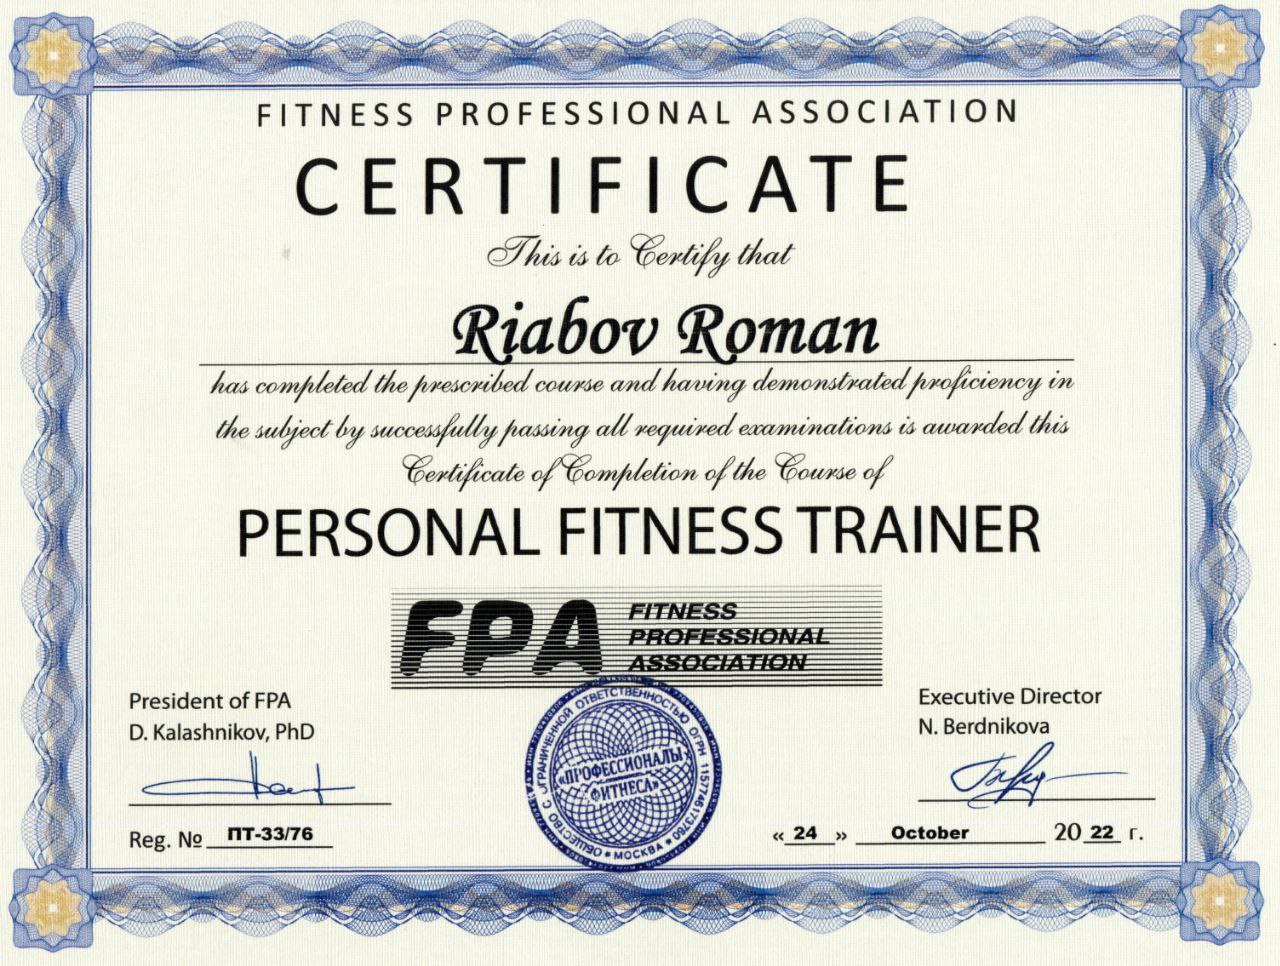 FITNESS PROFESSIONAL ASSOCIATION
CERTIFICATE
This is to Certify that
Riabov Roman
has completed the prescribed course and having demonstrated proficiency in
the subject by successfully passing all required examinations is awarded this
Certificate of Completion of the Course of
PERSONAL FITNESS TRAINER
FPA
FITNESS
PROFESSIONAL
ASSOCIATION
President of FPA
D. Kalashnikov, PhD
Executive Director
N. Berdnikova
ОБЩЕСТВО С ОГРАНИЧЕННОЙ ОТВЕТСТВЕННОСТЬЮ ОГРН 1157746173760
* МОСКВА *
«ПРОФЕССИОНАЛЫ
ФИТНЕСА»
Reg. № ПТ-33/76
« 24 » October 20 22 г.